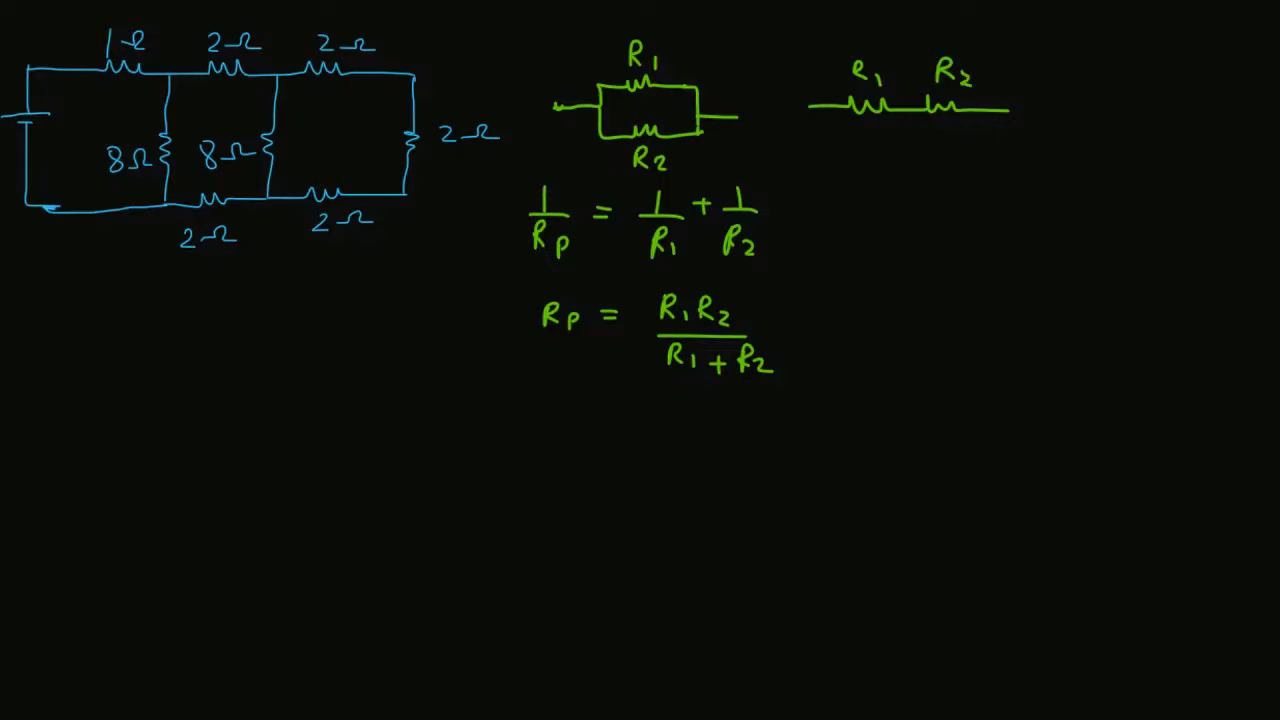 1Ω 2Ω 2Ω
8Ω 8Ω 2Ω
2Ω 2Ω
R₁
R₂
R₁ R₂
1/Rₚ = 1/R₁ + 1/R₂
Rₚ = R₁R₂/R₁ + R₂